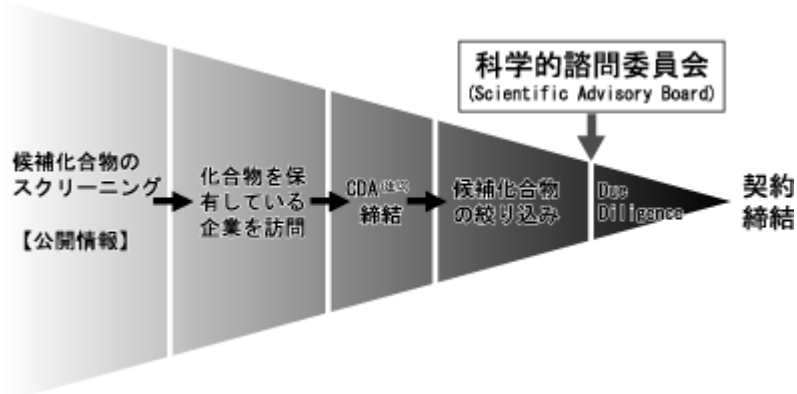 科学的諮問委員会
(Scientific Advisory Board)
候補化合物の
スクリーニング
【公開情報】
化合物を保
有している
企業を訪問
CDA
締結
候補化合物
の絞り込み
Due
Diligence
契約
締結